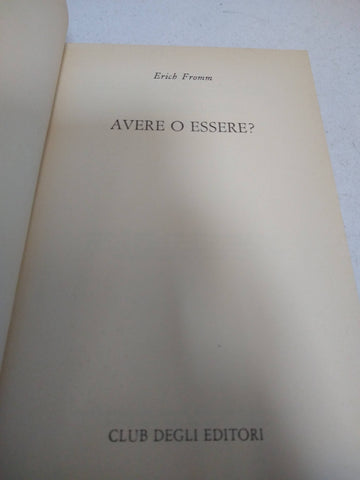 Erich Fromm
AVERE O ESSERE?
CLUB DEGLI EDITORI